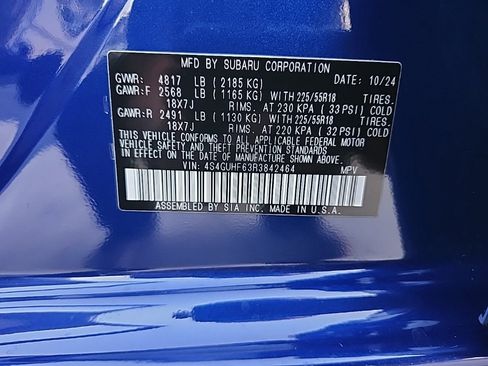 MFD BY SUBARU CORPORATION
GVWR: 4817 LB (2185 KG) DATE: 10/24
GAWR:F 2568 LB (1165 KG) WITH 225/55R18 TIRES.
18X7J RIMS. AT 230 KPA (33 PSI) COLD
GAWR:R 2491 LB (1130 KG) WITH 225/55R18 TIRES.
18X7J RIMS. AT 220 KPA (32 PSI) COLD
THIS VEHICLE CONFORMS TO ALL APPLICABLE FEDERAL MOTOR
VEHICLE SAFETY AND THEFT PREVENTION STANDARDS
IN EFFECT ON THE DATE OF MANUFACTURE SHOWN ABOVE.
VIN: 4S4GUHF63R3842464 MPV
ASSEMBLED BY SIA INC. MADE IN U.S.A.